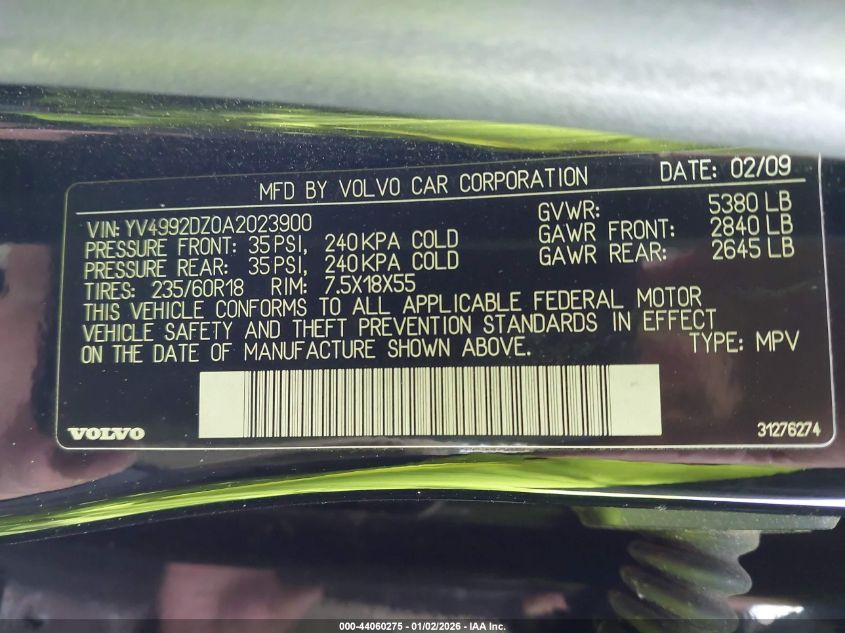 MFD BY VOLVO CAR CORPORATION DATE: 02/09
VIN: YV4992DZ0A2023900 GVWR: 5380 LB
PRESSURE FRONT: 35 PSI, 240 KPA COLD GAWR FRONT: 2840 LB
PRESSURE REAR: 35 PSI, 240 KPA COLD GAWR REAR: 2645 LB
TIRES: 235/60R18 RIM: 7.5X18X55
THIS VEHICLE CONFORMS TO ALL APPLICABLE FEDERAL MOTOR
VEHICLE SAFETY AND THEFT PREVENTION STANDARDS IN EFFECT
ON THE DATE OF MANUFACTURE SHOWN ABOVE. TYPE: MPV
VOLVO 31276274
000-44060275 - 01/02/2026 - IAA Inc.